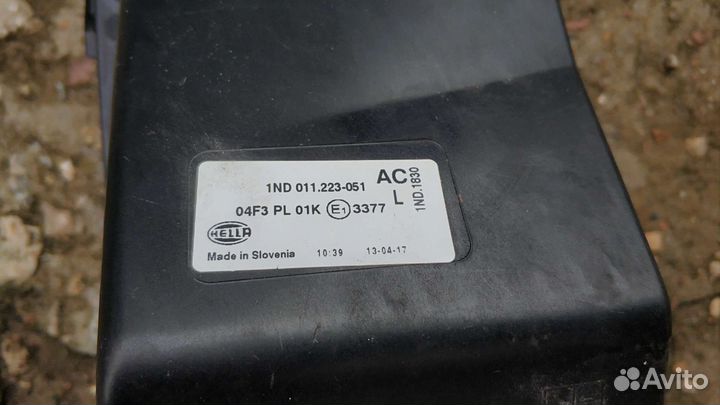 1ND 011.223-051 AC
L
1ND.1830
04F3 PL 01K E1 3377
HELLA
Made in Slovenia 10:39 13-04-17
Avito